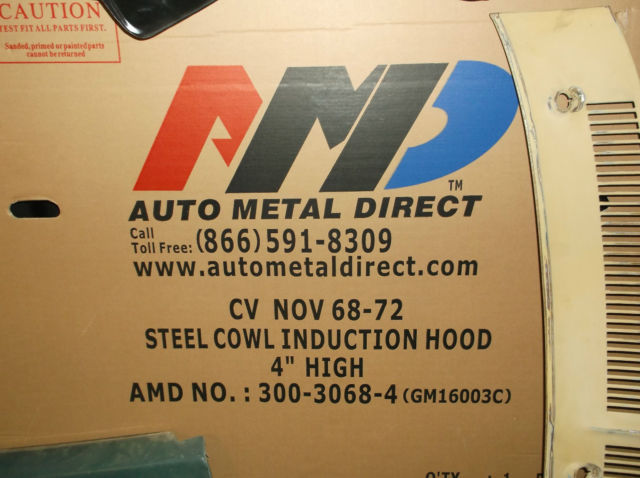 CAUTION
TEST FIT ALL PARTS FIRST.
Sanded, primed or painted parts
cannot be returned
AMD
TM
AUTO METAL DIRECT
Call
Toll Free: (866)591-8309
www.autometaldirect.com
CV NOV 68-72
STEEL COWL INDUCTION HOOD
4" HIGH
AMD NO. : 300-3068-4 (GM16003C)
Q'TY